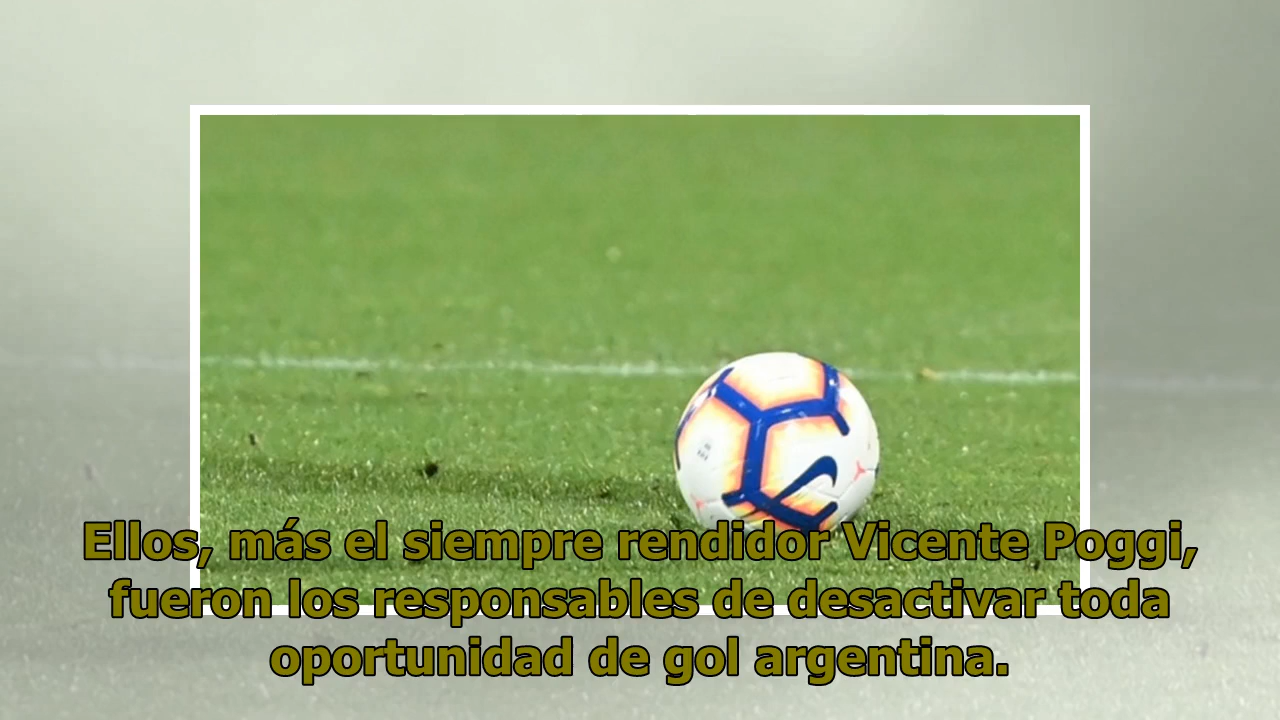 Ellos, más el siempre rendidor Vicente Poggi,
fueron los responsables de desactivar toda
oportunidad de gol argentina.